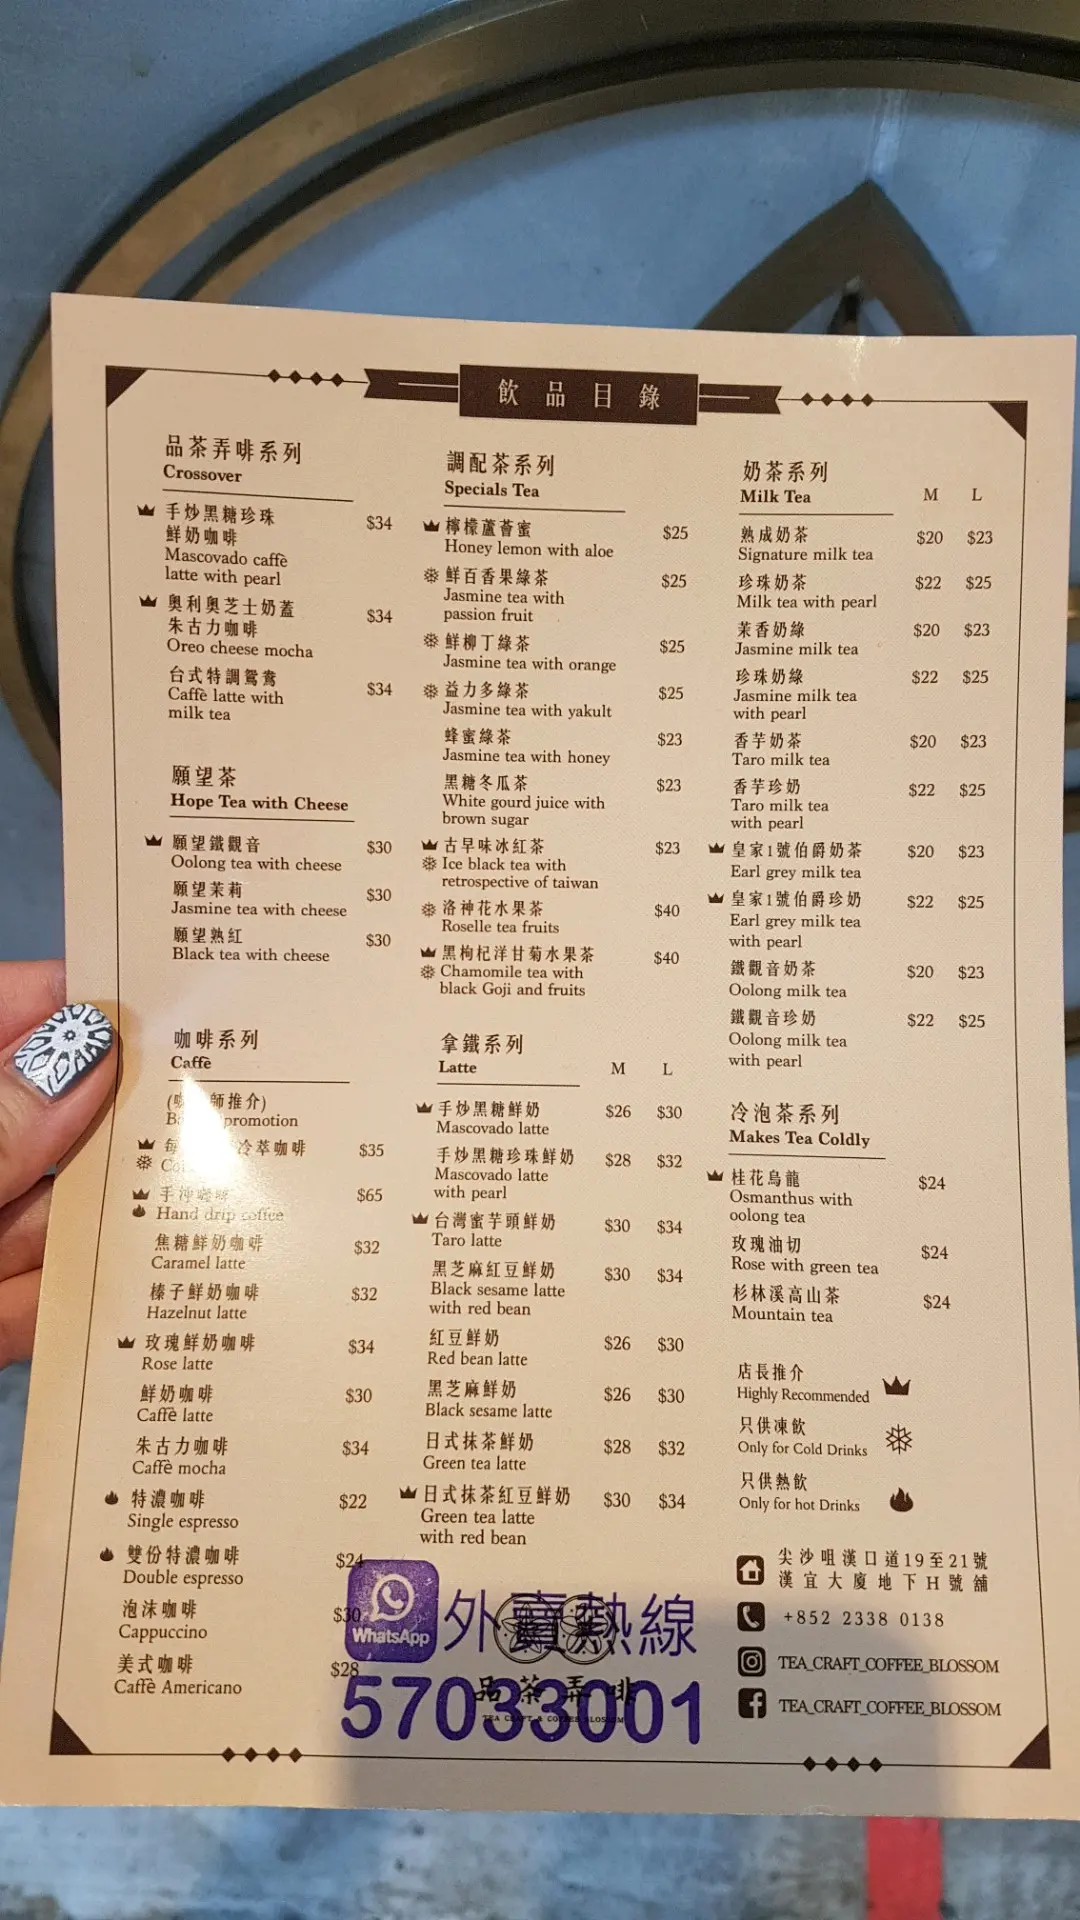 飲品目錄
品茶弄啡系列
Crossover
手炒黑糖珍珠
鮮奶咖啡
$34
Mascovado caffè
latte with pearl
奧利奧芝士奶蓋
朱古力咖啡
$34
Oreo cheese mocha
台式特調鴛鴦
$34
Caffè latte with
milk tea
願望茶
Hope Tea with Cheese
願望鐵觀音 $30
Oolong tea with cheese
願望茉莉 $30
Jasmine tea with cheese
願望熟紅 $30
Black tea with cheese
咖啡系列
Caffè
師推介)
promotion
冷萃咖啡 $35
$65
Hand drip coffee
焦糖鮮奶咖啡 $32
Caramel latte
榛子鮮奶咖啡 $32
Hazelnut latte
玫瑰鮮奶咖啡 $34
Rose latte
鮮奶咖啡 $30
Caffè latte
朱古力咖啡 $34
Caffè mocha
特濃咖啡 $22
Single espresso
雙份特濃咖啡 $24
Double espresso
泡沫咖啡 $30
Cappuccino
美式咖啡 $28
Caffè Americano
調配茶系列
Specials Tea
檸檬蘆薈蜜 $25
Honey lemon with aloe
鮮百香果綠茶 $25
Jasmine tea with
passion fruit
鮮柳丁綠茶 $25
Jasmine tea with orange
益力多綠茶 $25
Jasmine tea with yakult
蜂蜜綠茶 $23
Jasmine tea with honey
黑糖冬瓜茶 $23
White gourd juice with
brown sugar
古早味冰紅茶 $23
Ice black tea with
retrospective of taiwan
洛神花水果茶 $40
Roselle tea fruits
黑枸杞洋甘菊水果茶 $40
Chamomile tea with
black Goji and fruits
拿鐵系列
Latte M L
手炒黑糖鮮奶 $26 $30
Mascovado latte
手炒黑糖珍珠鮮奶 $28 $32
Mascovado latte
with pearl
台灣蜜芋頭鮮奶 $30 $34
Taro latte
黑芝麻紅豆鮮奶 $30 $34
Black sesame latte
with red bean
紅豆鮮奶 $26 $30
Red bean latte
黑芝麻鮮奶 $26 $30
Black sesame latte
日式抹茶鮮奶 $28 $32
Green tea latte
日式抹茶紅豆鮮奶 $30 $34
Green tea latte
with red bean
奶茶系列
Milk Tea M L
熟成奶茶 $20 $23
Signature milk tea
珍珠奶茶 $22 $25
Milk tea with pearl
茉香奶綠 $20 $23
Jasmine milk tea
珍珠奶綠 $22 $25
Jasmine milk tea
with pearl
香芋奶茶 $20 $23
Taro milk tea
香芋珍奶 $22 $25
Taro milk tea
with pearl
皇家1號伯爵奶茶 $20 $23
Earl grey milk tea
皇家1號伯爵珍奶 $22 $25
Earl grey milk tea
with pearl
鐵觀音奶茶 $20 $23
Oolong milk tea
鐵觀音珍奶 $22 $25
Oolong milk tea
with pearl
冷泡茶系列
Makes Tea Coldly
桂花烏龍 $24
Osmanthus with
oolong tea
玫瑰油切 $24
Rose with green tea
杉林溪高山茶 $24
Mountain tea
店長推介
Highly Recommended
只供凍飲
Only for Cold Drinks
只供熱飲
Only for hot Drinks
尖沙咀漢口道19至21號
漢宜大廈地下H號舖
+852 2338 0138
TEA_CRAFT_COFFEE_BLOSSOM
TEA_CRAFT_COFFEE_BLOSSOM
WhatsApp
外賣熱線
57033001
品茶弄啡
TEA CRAFT & COFFEE BLOSSOM